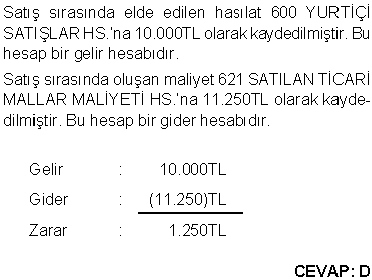 Satış sırasında elde edilen hasılat 600 YURTİÇİ
SATIŞLAR HS.'na 10.000TL olarak kaydedilmiştir. Bu
hesap bir gelir hesabıdır.
Satış sırasında oluşan maliyet 621 SATILAN TİCARİ
MALLAR MALİYETİ HS.'na 11.250TL olarak kayde-
dilmiştir. Bu hesap bir gider hesabıdır.
Gelir : 10.000TL
Gider : (11.250)TL
Zarar : 1.250TL
CEVAP: D